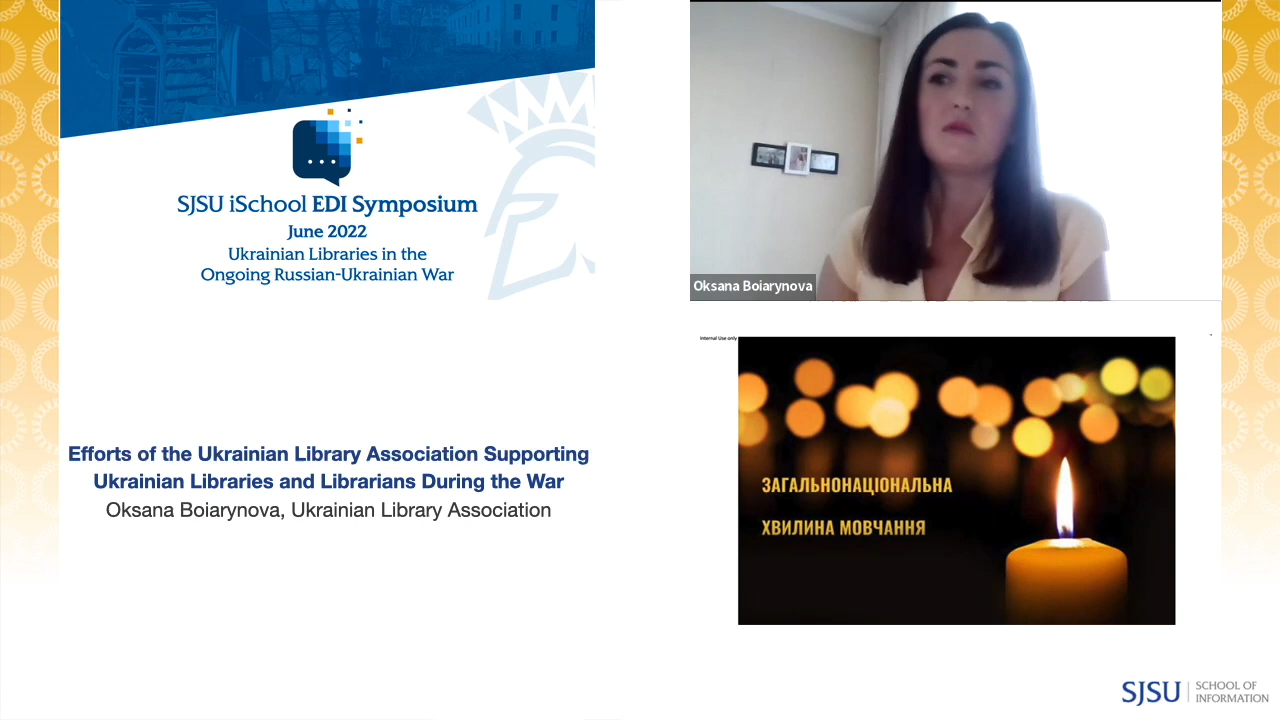 SJSU iSchool EDI Symposium
June 2022
Ukrainian Libraries in the
Ongoing Russian-Ukrainian War
Efforts of the Ukrainian Library Association Supporting
Ukrainian Libraries and Librarians During the War
Oksana Boiarynova, Ukrainian Library Association
Oksana Boiarynova
Internal Use only
ЗАГАЛЬНОНАЦІОНАЛЬНА
ХВИЛИНА МОВЧАННЯ
SJSU
SCHOOL OF
INFORMATION